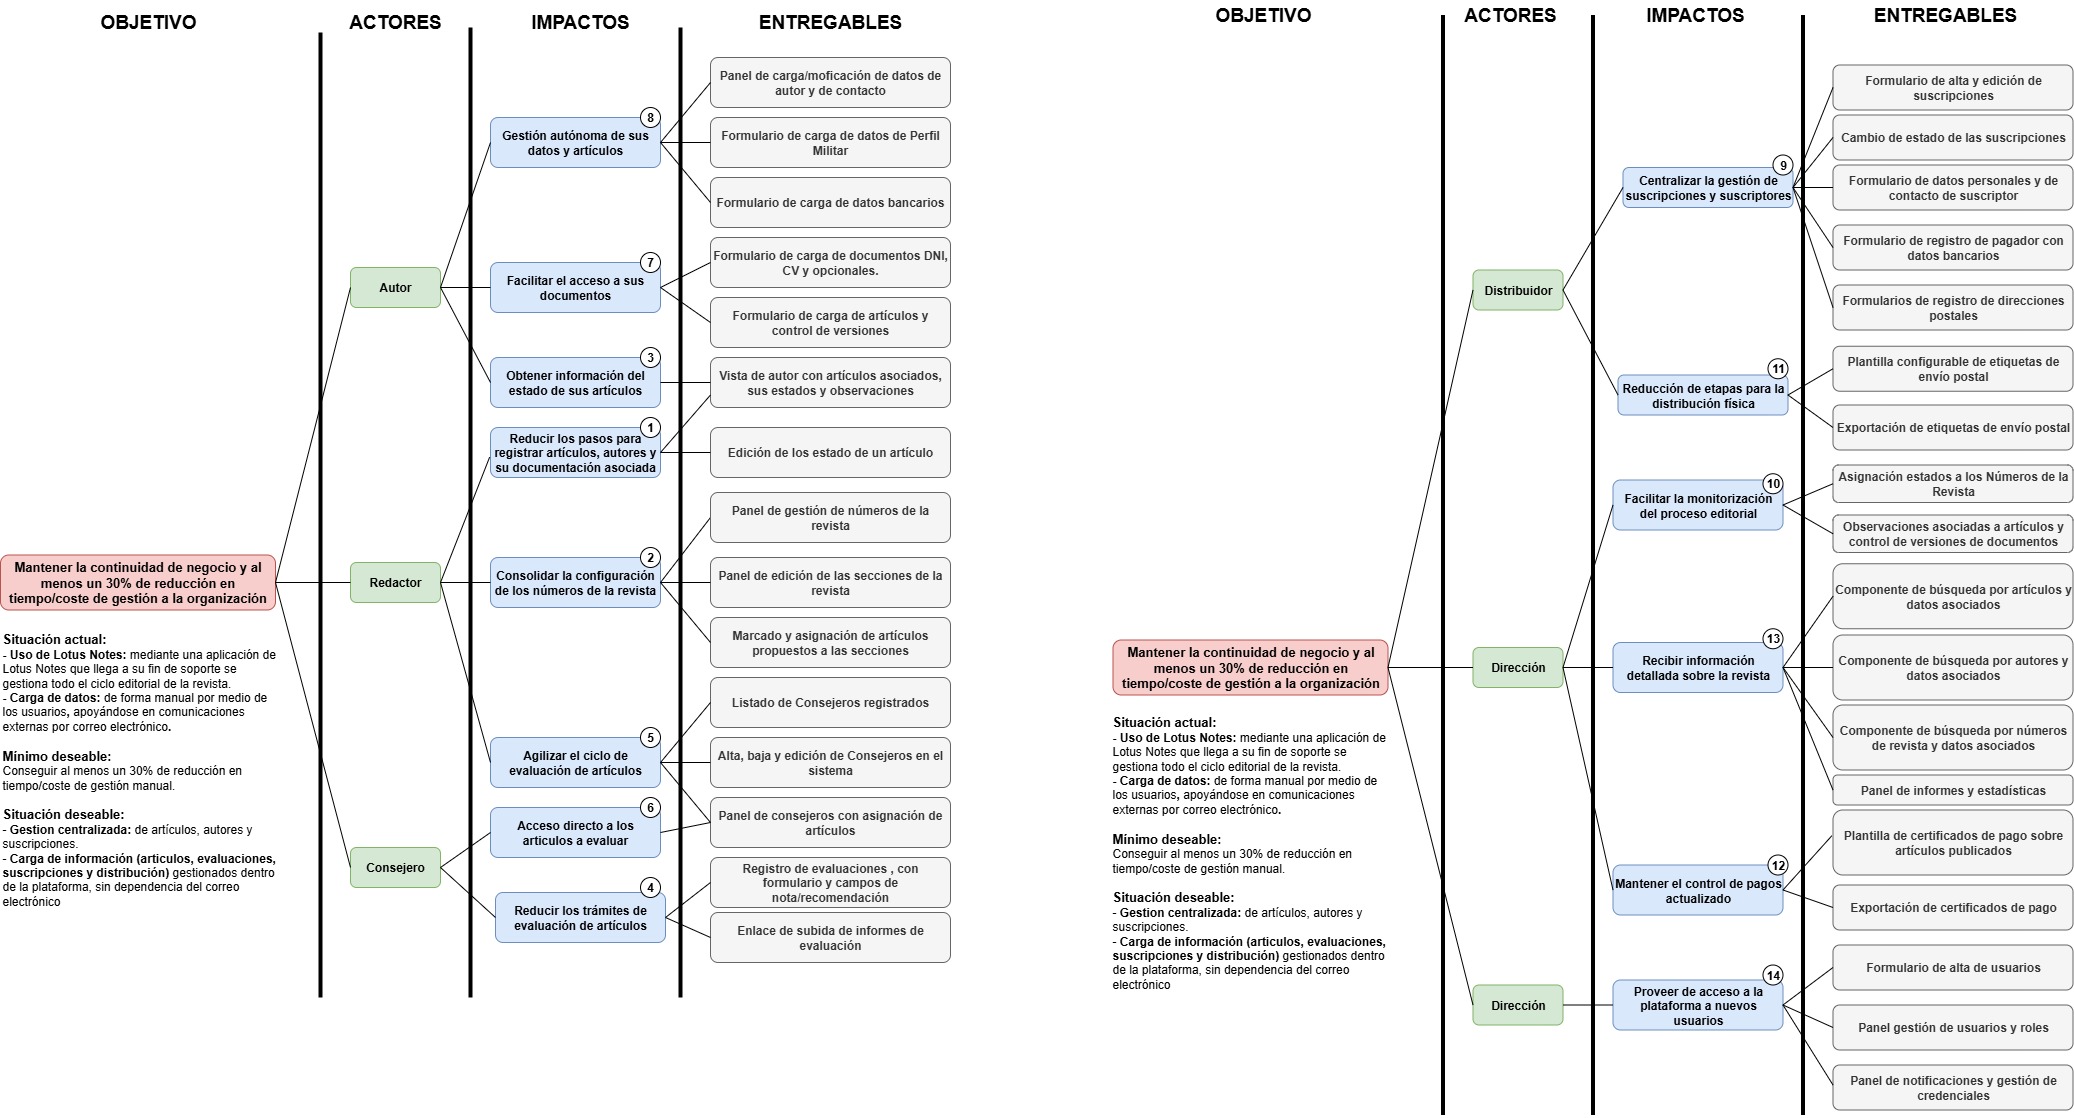 OBJETIVO
ACTORES
IMPACTOS
ENTREGABLES
Mantener la continuidad de negocio y al
menos un 30% de reducción en
tiempo/coste de gestión a la organización
Situación actual:
- Uso de Lotus Notes: mediante una aplicación de
Lotus Notes que llega a su fin de soporte se
gestiona todo el ciclo editorial de la revista.
- Carga de datos: de forma manual por medio de
los usuarios, apoyándose en comunicaciones
externas por correo electrónico.
Mínimo deseable:
Conseguir al menos un 30% de reducción en
tiempo/coste de gestión manual.
Situación deseable:
- Gestion centralizada: de artículos, autores y
suscripciones.
- Carga de información (articulos, evaluaciones,
suscripciones y distribución) gestionados dentro
de la plataforma, sin dependencia del correo
electrónico
Autor
Redactor
Consejero
8
Gestión autónoma de sus
datos y artículos
7
Facilitar el acceso a sus
documentos
3
Obtener información del
estado de sus artículos
1
Reducir los pasos para
registrar artículos, autores y
su documentación asociada
2
Consolidar la configuración
de los números de la revista
5
Agilizar el ciclo de
evaluación de artículos
6
Acceso directo a los
articulos a evaluar
4
Reducir los trámites de
evaluación de artículos
Panel de carga/moficación de datos de
autor y de contacto
Formulario de carga de datos de Perfil
Militar
Formulario de carga de datos bancarios
Formulario de carga de documentos DNI,
CV y opcionales.
Formulario de carga de artículos y
control de versiones
Vista de autor con artículos asociados,
sus estados y observaciones
Edición de los estado de un artículo
Panel de gestión de números de la
revista
Panel de edición de las secciones de la
revista
Marcado y asignación de artículos
propuestos a las secciones
Listado de Consejeros registrados
Alta, baja y edición de Consejeros en el
sistema
Panel de consejeros con asignación de
artículos
Registro de evaluaciones , con
formulario y campos de
nota/recomendación
Enlace de subida de informes de
evaluación
OBJETIVO
ACTORES
IMPACTOS
ENTREGABLES
Mantener la continuidad de negocio y al
menos un 30% de reducción en
tiempo/coste de gestión a la organización
Situación actual:
- Uso de Lotus Notes: mediante una aplicación de
Lotus Notes que llega a su fin de soporte se
gestiona todo el ciclo editorial de la revista.
- Carga de datos: de forma manual por medio de
los usuarios, apoyándose en comunicaciones
externas por correo electrónico.
Mínimo deseable:
Conseguir al menos un 30% de reducción en
tiempo/coste de gestión manual.
Situación deseable:
- Gestion centralizada: de artículos, autores y
suscripciones.
- Carga de información (articulos, evaluaciones,
suscripciones y distribución) gestionados dentro
de la plataforma, sin dependencia del correo
electrónico
Distribuidor
Dirección
Dirección
9
Centralizar la gestión de
suscripciones y suscriptores
11
Reducción de etapas para la
distribución física
10
Facilitar la monitorización
del proceso editorial
13
Recibir información
detallada sobre la revista
12
Mantener el control de pagos
actualizado
14
Proveer de acceso a la
plataforma a nuevos
usuarios
Formulario de alta y edición de
suscripciones
Cambio de estado de las suscripciones
Formulario de datos personales y de
contacto de suscriptor
Formulario de registro de pagador con
datos bancarios
Formularios de registro de direcciones
postales
Plantilla configurable de etiquetas de
envío postal
Exportación de etiquetas de envío postal
Asignación estados a los Números de la
Revista
Observaciones asociadas a artículos y
control de versiones de documentos
Componente de búsqueda por artículos y
datos asociados
Componente de búsqueda por autores y
datos asociados
Componente de búsqueda por números
de revista y datos asociados
Panel de informes y estadísticas
Plantilla de certificados de pago sobre
artículos publicados
Exportación de certificados de pago
Formulario de alta de usuarios
Panel gestión de usuarios y roles
Panel de notificaciones y gestión de
credenciales